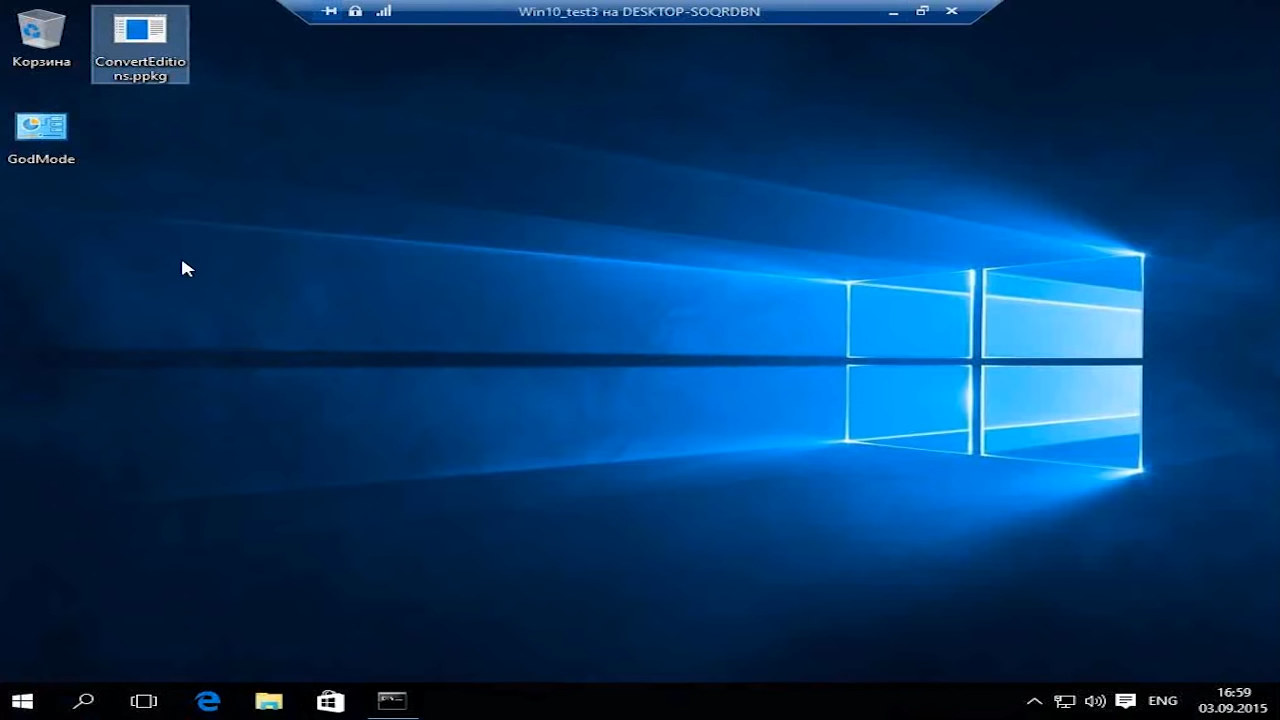 Win10_test3 на DESKTOP-SOQRDBN
Корзина
ConvertEditio
ns.ppkg
GodMode
ENG
16:59
03.09.2015